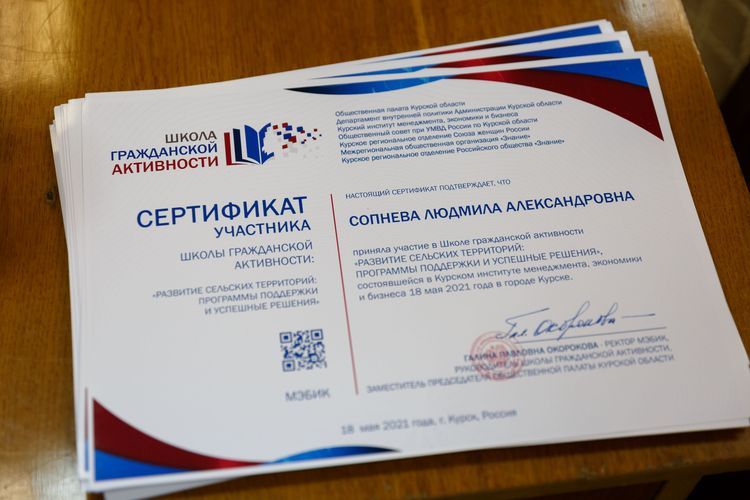 ШКОЛА
ГРАЖДАНСКОЙ
АКТИВНОСТИ
Общественная палата Курской области
Департамент внутренней политики Администрации Курской области
Курский институт менеджмента, экономики и бизнеса
Общественный совет при УМВД России по Курской области
Курское региональное отделение Союза женщин России
Межрегиональная общественная организация «Знание»
Курское региональное отделение Российского общества «Знание»
СЕРТИФИКАТ
УЧАСТНИКА
ШКОЛЫ ГРАЖДАНСКОЙ
АКТИВНОСТИ:
«РАЗВИТИЕ СЕЛЬСКИХ ТЕРРИТОРИЙ:
ПРОГРАММЫ ПОДДЕРЖКИ
И УСПЕШНЫЕ РЕШЕНИЯ»
МЭБИК
НАСТОЯЩИЙ СЕРТИФИКАТ ПОДТВЕРЖДАЕТ, ЧТО
СОПНЕВА ЛЮДМИЛА АЛЕКСАНДРОВНА
приняла участие в Школе гражданской активности
«РАЗВИТИЕ СЕЛЬСКИХ ТЕРРИТОРИЙ:
ПРОГРАММЫ ПОДДЕРЖКИ И УСПЕШНЫЕ РЕШЕНИЯ»,
состоявшейся в Курском институте менеджмента, экономики
и бизнеса 18 мая 2021 года в городе Курске.
ГАЛИНА ПАВЛОВНА ОКОРОКОВА - РЕКТОР МЭБИК,
РУКОВОДИТЕЛЬ ШКОЛЫ ГРАЖДАНСКОЙ АКТИВНОСТИ,
ЗАМЕСТИТЕЛЬ ПРЕДСЕДАТЕЛЯ ОБЩЕСТВЕННОЙ ПАЛАТЫ КУРСКОЙ ОБЛАСТИ
18 мая 2021 года, г. Курск, Россия